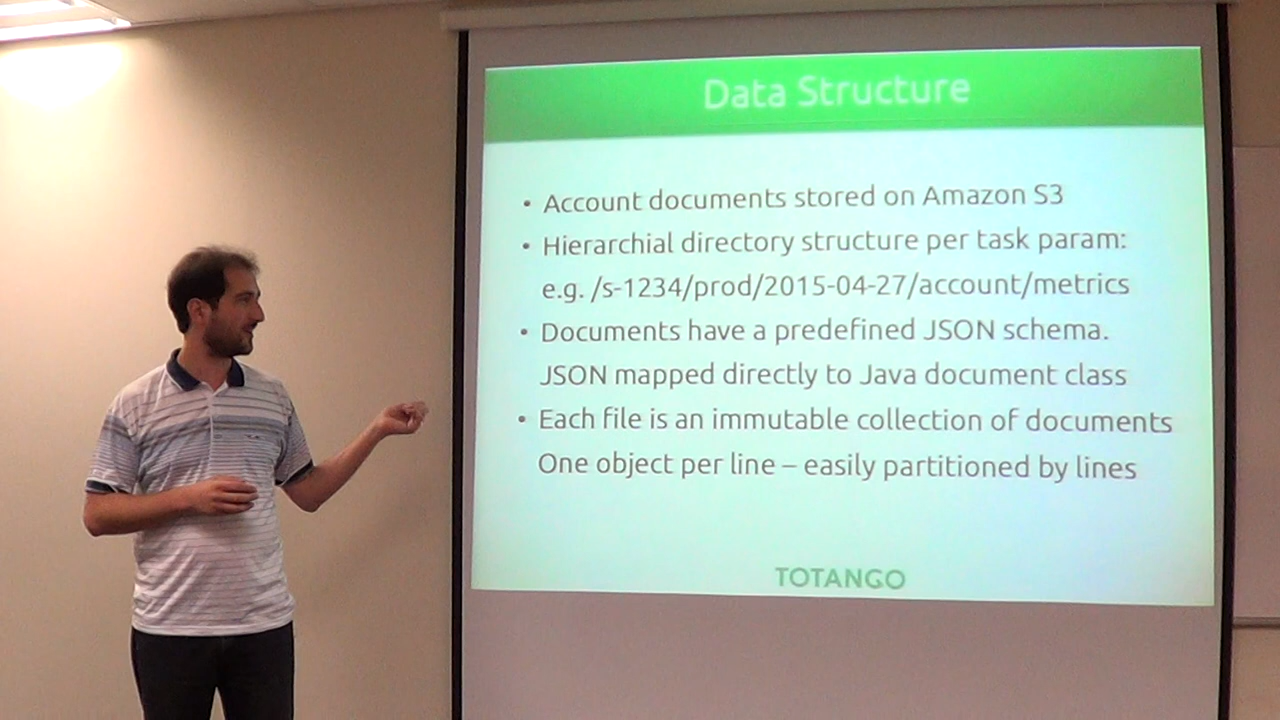 Data Structure
• Account documents stored on Amazon S3
• Hierarchial directory structure per task param:
e.g. /s-1234/prod/2015-04-27/account/metrics
• Documents have a predefined JSON schema.
JSON mapped directly to Java document class
• Each file is an immutable collection of documents
One object per line – easily partitioned by lines
TOTANGO